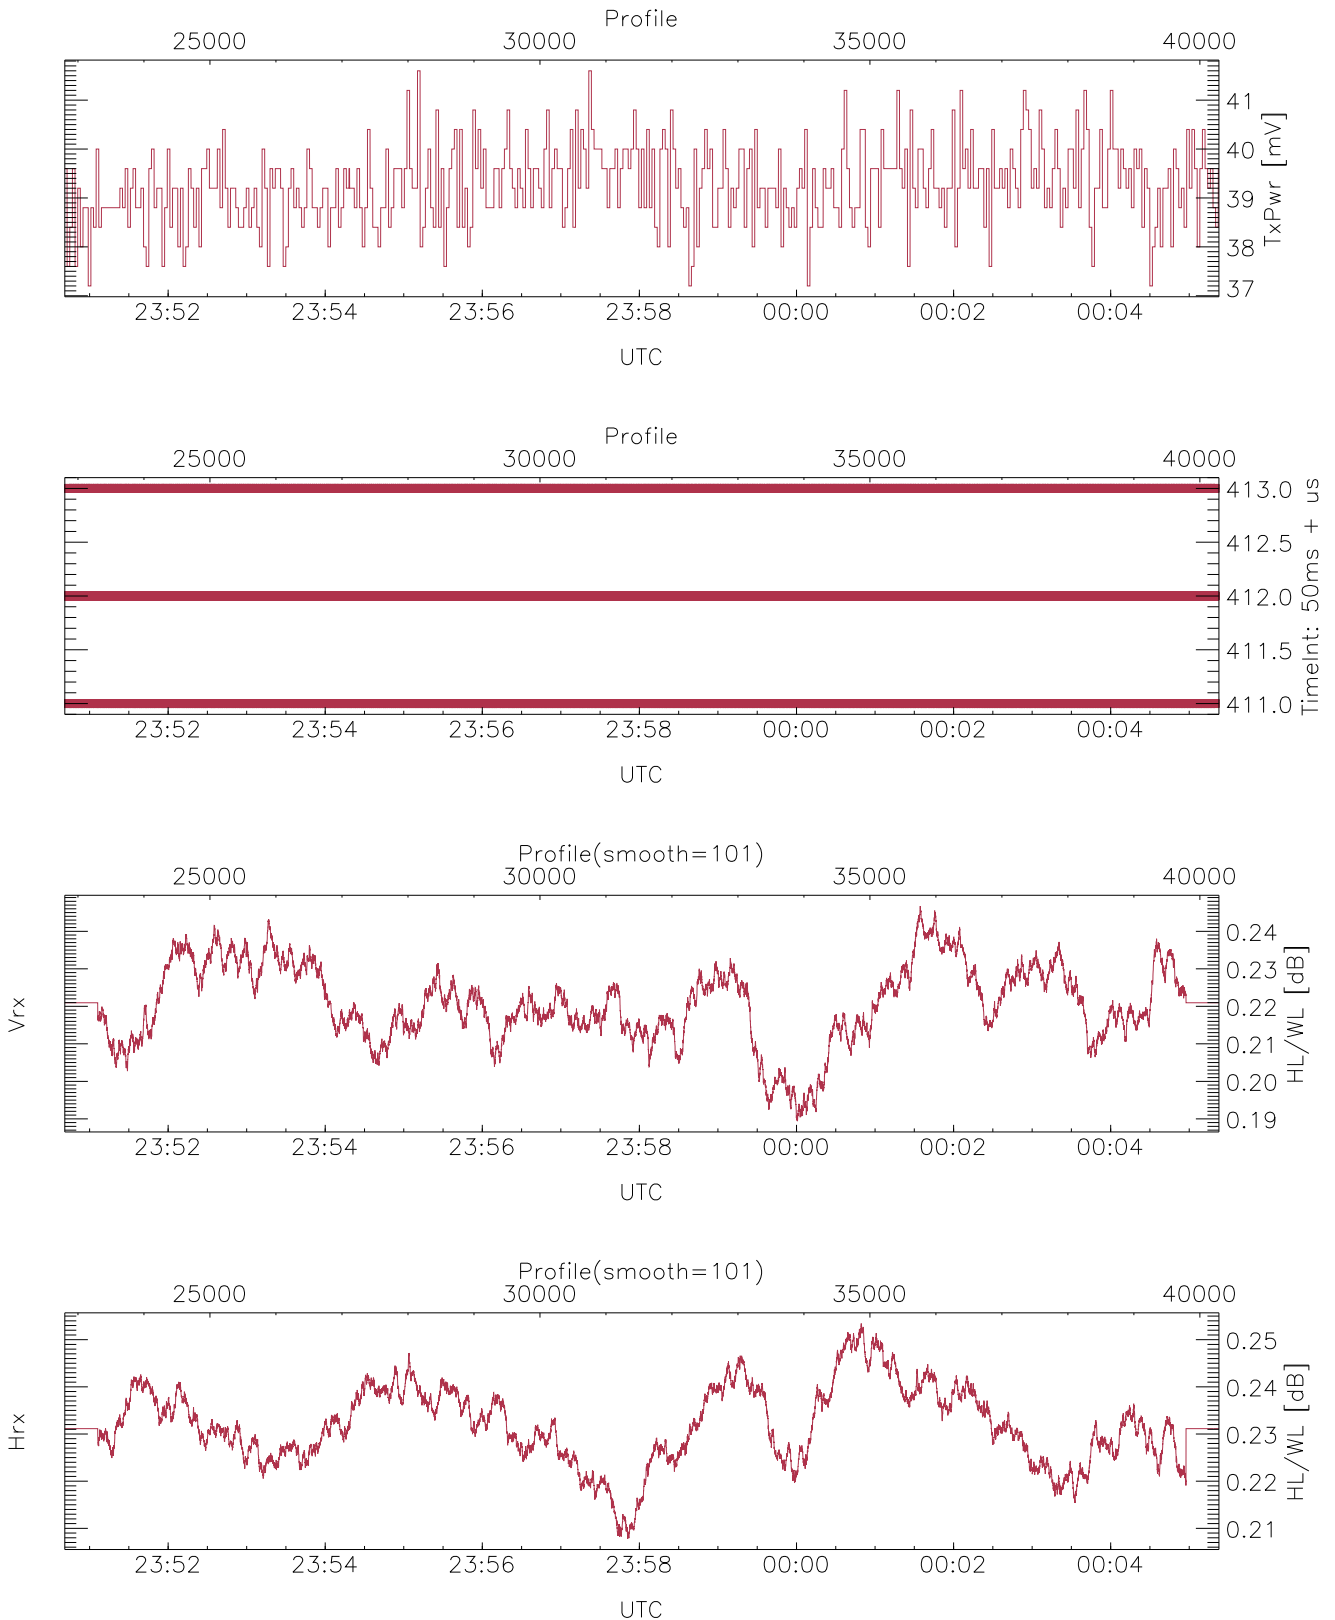 Profile
25000 30000 35000 40000
41
40
39
38
37
TxPwr [mV]
23:52 23:54 23:56 23:58 00:00 00:02 00:04
UTC
Profile
25000 30000 35000 40000
413.0
412.5
412.0
411.5
411.0
TimeInt: 50ms + us
23:52 23:54 23:56 23:58 00:00 00:02 00:04
UTC
Profile(smooth=101)
25000 30000 35000 40000
Vrx
0.24
0.23
0.22
0.21
0.20
0.19
HL/WL [dB]
23:52 23:54 23:56 23:58 00:00 00:02 00:04
UTC
Profile(smooth=101)
25000 30000 35000 40000
Hrx
0.25
0.24
0.23
0.22
0.21
HL/WL [dB]
23:52 23:54 23:56 23:58 00:00 00:02 00:04
UTC